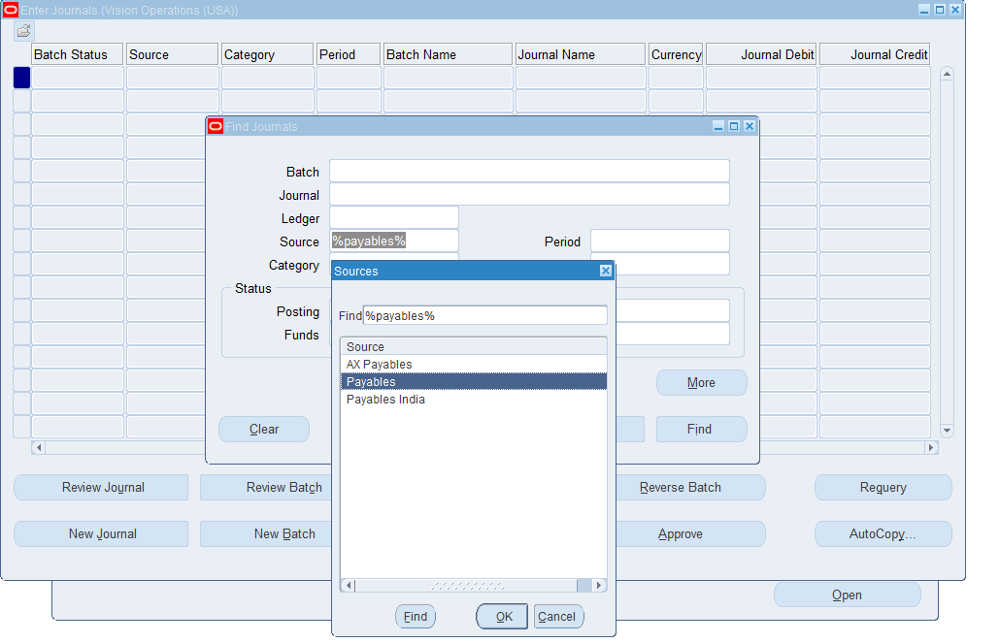 Enter Journals (Vision Operations (USA))
Batch Status Source Category Period Batch Name Journal Name Currency Journal Debit Journal Credit
Find Journals
Batch
Journal
Ledger
Source %payables% Period
Category
Status
Posting
Funds
More
Clear Find
Sources
Find %payables%
Source
AX Payables
Payables
Payables India
Find OK Cancel
Review Journal Review Batch Reverse Batch Requery
New Journal New Batch Approve AutoCopy...
Open